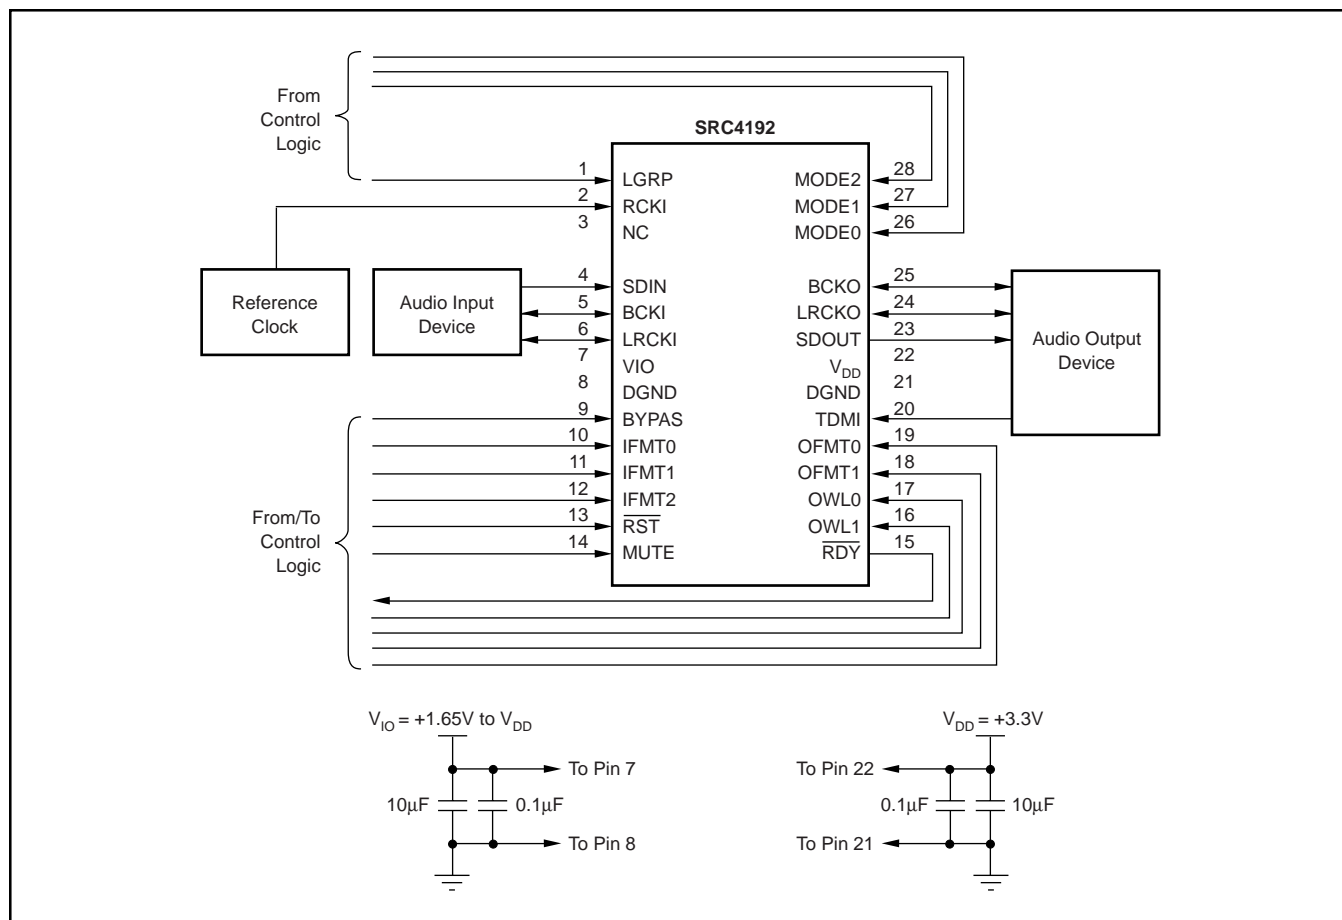 From
Control
Logic
SRC4192
1 LGRP MODE2 28
2 RCKI MODE1 27
3 NC MODE0 26
Reference
Clock
Audio Input
Device
4 SDIN BCKO 25
5 BCKI LRCKO 24
6 LRCKI SDOUT 23
7 VIO VDD 22
8 DGND DGND 21
9 BYPAS TDMI 20
10 IFMT0 OFMT0 19
11 IFMT1 OFMT1 18
12 IFMT2 OWL0 17
13 RST OWL1 16
14 MUTE RDY 15
Audio Output
Device
From/To
Control
Logic
VIO = +1.65V to VDD
To Pin 7
10µF 0.1µF
To Pin 8
VDD = +3.3V
To Pin 22
0.1µF 10µF
To Pin 21